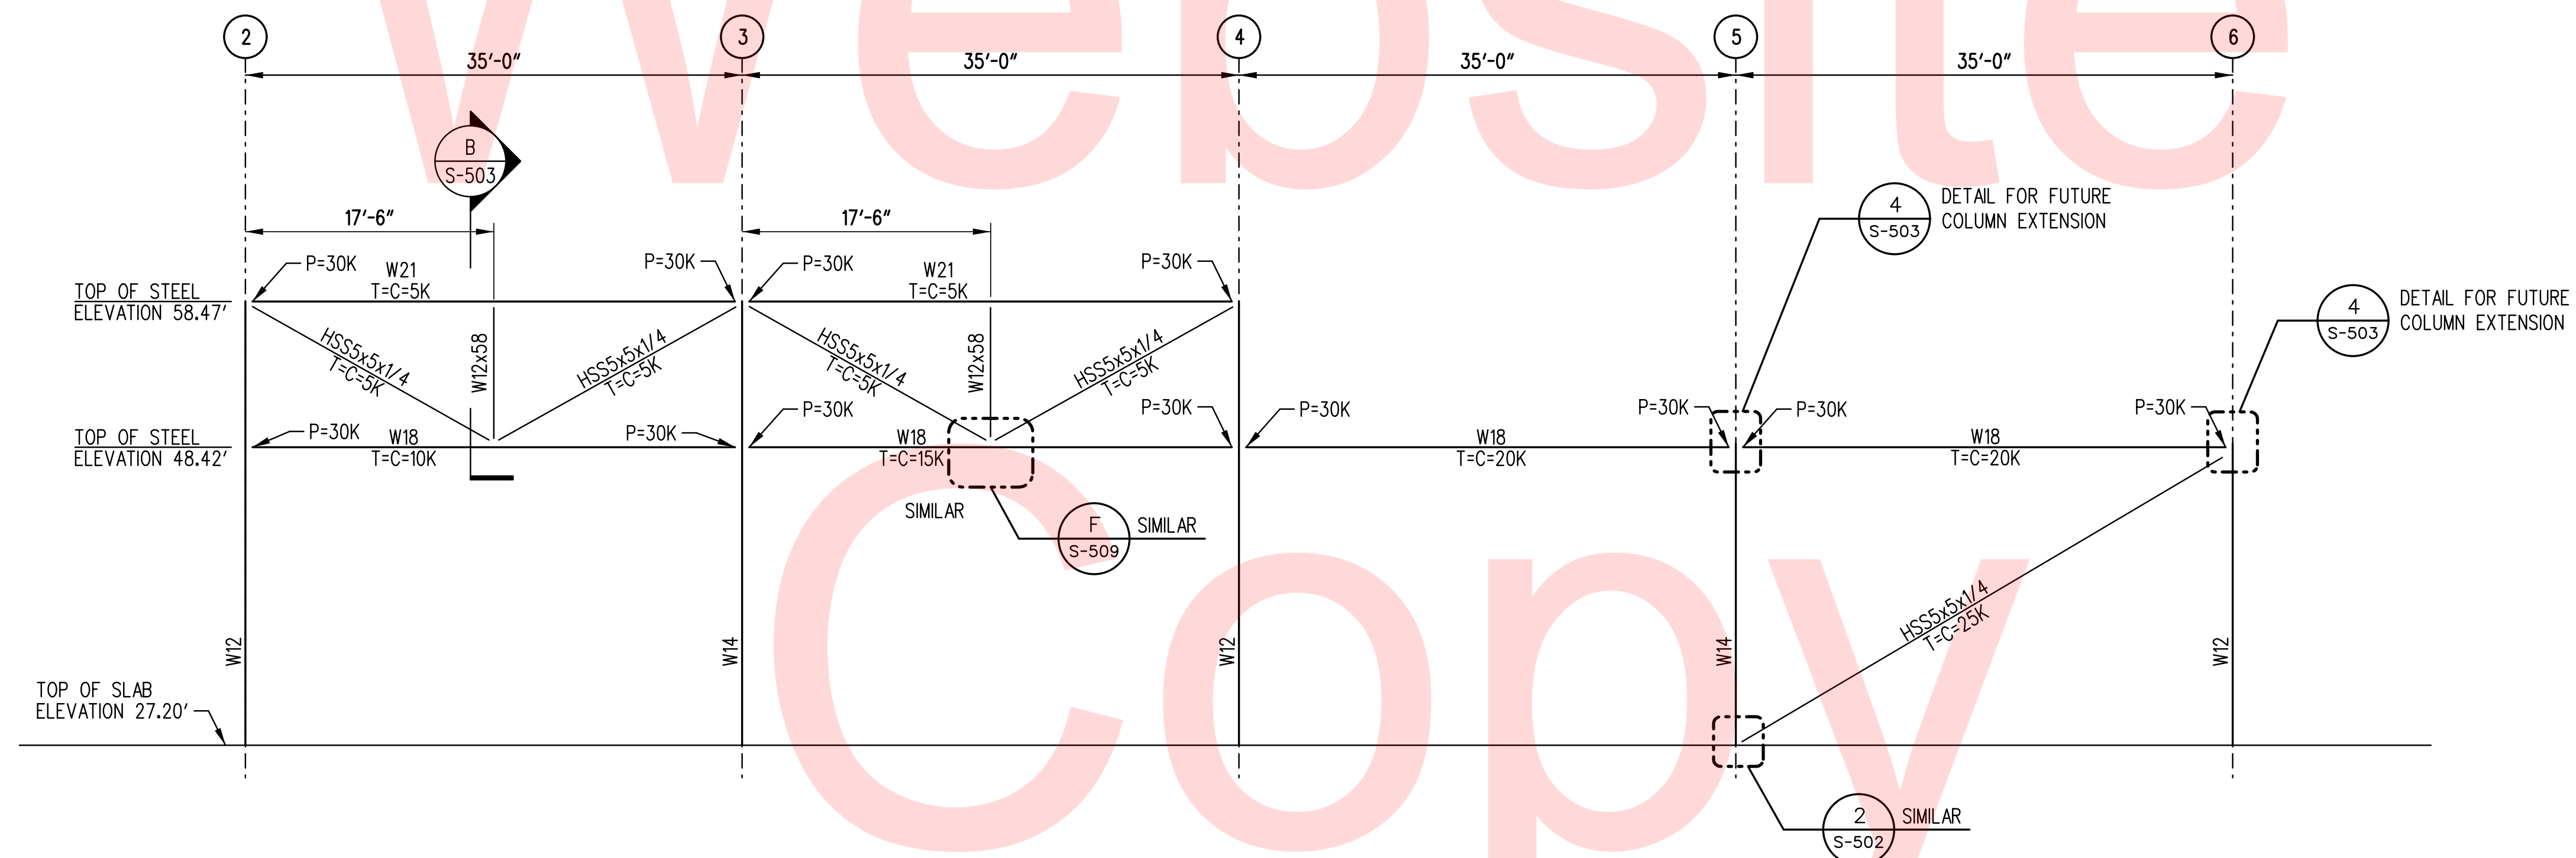 Website
2
3
4
5
6
35'-0"
35'-0"
35'-0"
35'-0"
B
S-503
17'-6"
17'-6"
4
S-503
DETAIL FOR FUTURE
COLUMN EXTENSION
4
S-503
DETAIL FOR FUTURE
COLUMN EXTENSION
TOP OF STEEL
ELEVATION 58.47'
P=30K
W21
T=C=5K
P=30K
P=30K
W21
T=C=5K
P=30K
HSS5x5x1/4
T=C=5K
W12x58
HSS5x5x1/4
T=C=5K
HSS5x5x1/4
T=C=5K
W12x58
HSS5x5x1/4
T=C=5K
TOP OF STEEL
ELEVATION 48.42'
P=30K
W18
T=C=10K
P=30K
P=30K
W18
T=C=15K
P=30K
P=30K
W18
T=C=20K
P=30K
P=30K
W18
T=C=20K
P=30K
SIMILAR
F
S-509
SIMILAR
W12
W14
W12
W14
W12
HSS5x5x1/4
T=C=25K
TOP OF SLAB
ELEVATION 27.20'
2
S-502
SIMILAR
Copy